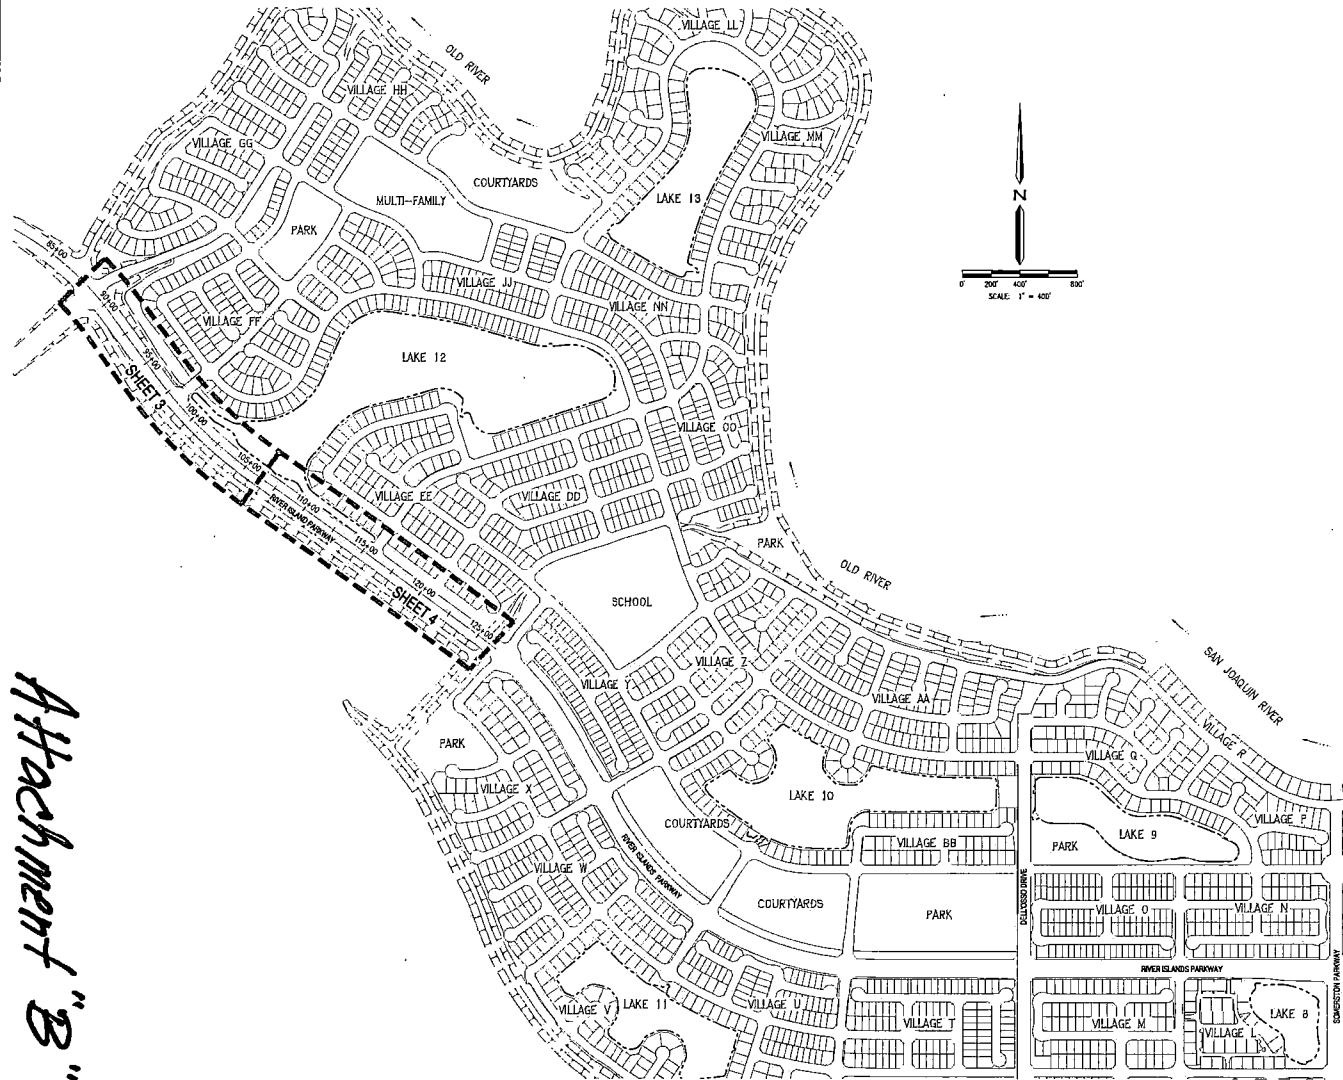 VILLAGE LL
OLD RIVER
VILLAGE HH
VILLAGE MM
VILLAGE GG
COURTYARDS
MULTI-FAMILY
LAKE 13
N
PARK
85+00
VILLAGE JJ
0' 200' 400' 800'
SCALE: 1" = 400'
90+00
VILLAGE NN
VILLAGE FF
95+00
LAKE 12
SHEET 3
100+00
VILLAGE OO
105+00
VILLAGE EE
VILLAGE DD
110+00
RIVER ISLAND PARKWAY
115+00
PARK
OLD RIVER
120+00
SHEET 4
SCHOOL
125+00
SAN JOAQUIN RIVER
VILLAGE Z
VILLAGE Y
VILLAGE AA
VILLAGE R
PARK
VILLAGE Q
VILLAGE X
LAKE 10
COURTYARDS
VILLAGE P
LAKE 9
PARK
VILLAGE BB
RIVER ISLANDS PARKWAY
VILLAGE W
DELL'OSSO DRIVE
COURTYARDS
PARK
VILLAGE O
VILLAGE N
RIVER ISLANDS PARKWAY
SOMERSTON PARKWAY
LAKE 11
VILLAGE V
VILLAGE U
VILLAGE T
VILLAGE M
VILLAGE L
LAKE 8
Attachment "B"